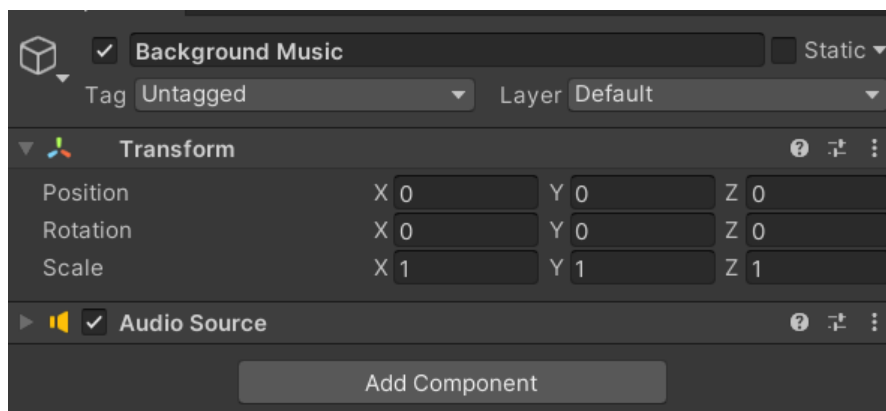 Background Music Static
Tag Untagged Layer Default
Transform
Position X 0 Y 0 Z 0
Rotation X 0 Y 0 Z 0
Scale X 1 Y 1 Z 1
Audio Source
Add Component